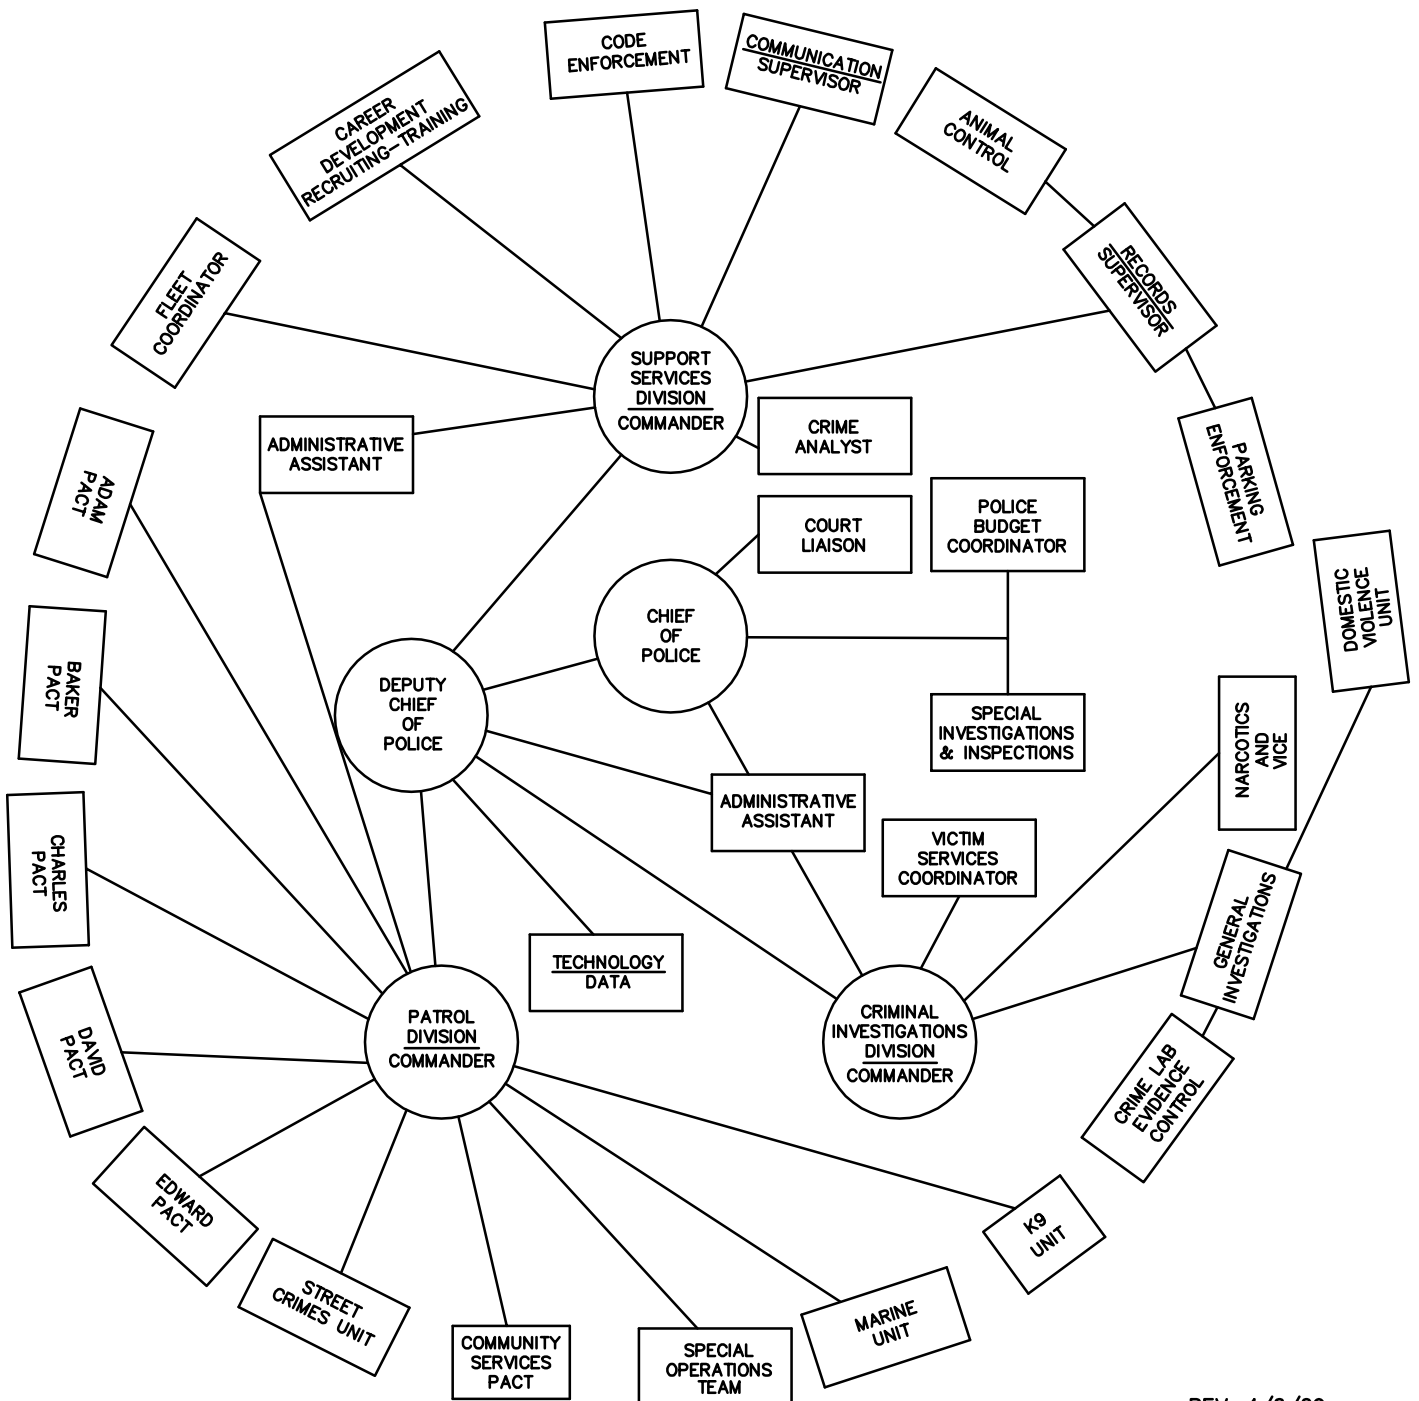 CODE
ENFORCEMENT
COMMUNICATION
SUPERVISOR
CAREER
DEVELOPMENT
RECRUITING-TRAINING
ANIMAL
CONTROL
FLEET
COORDINATOR
RECORDS
SUPERVISOR
SUPPORT
SERVICES
DIVISION
COMMANDER
ADMINISTRATIVE
ASSISTANT
CRIME
ANALYST
PARKING
ENFORCEMENT
ADAM
PACT
COURT
LIAISON
POLICE
BUDGET
COORDINATOR
DOMESTIC
VIOLENCE
UNIT
CHIEF
OF
POLICE
BAKER
PACT
DEPUTY
CHIEF
OF
POLICE
SPECIAL
INVESTIGATIONS
& INSPECTIONS
NARCOTICS
AND
VICE
ADMINISTRATIVE
ASSISTANT
VICTIM
SERVICES
COORDINATOR
CHARLES
PACT
GENERAL
INVESTIGATIONS
TECHNOLOGY
DATA
PATROL
DIVISION
COMMANDER
CRIMINAL
INVESTIGATIONS
DIVISION
COMMANDER
DAVID
PACT
CRIME LAB
EVIDENCE
CONTROL
EDWARD
PACT
K9
UNIT
STREET
CRIMES UNIT
MARINE
UNIT
COMMUNITY
SERVICES
PACT
SPECIAL
OPERATIONS
TEAM